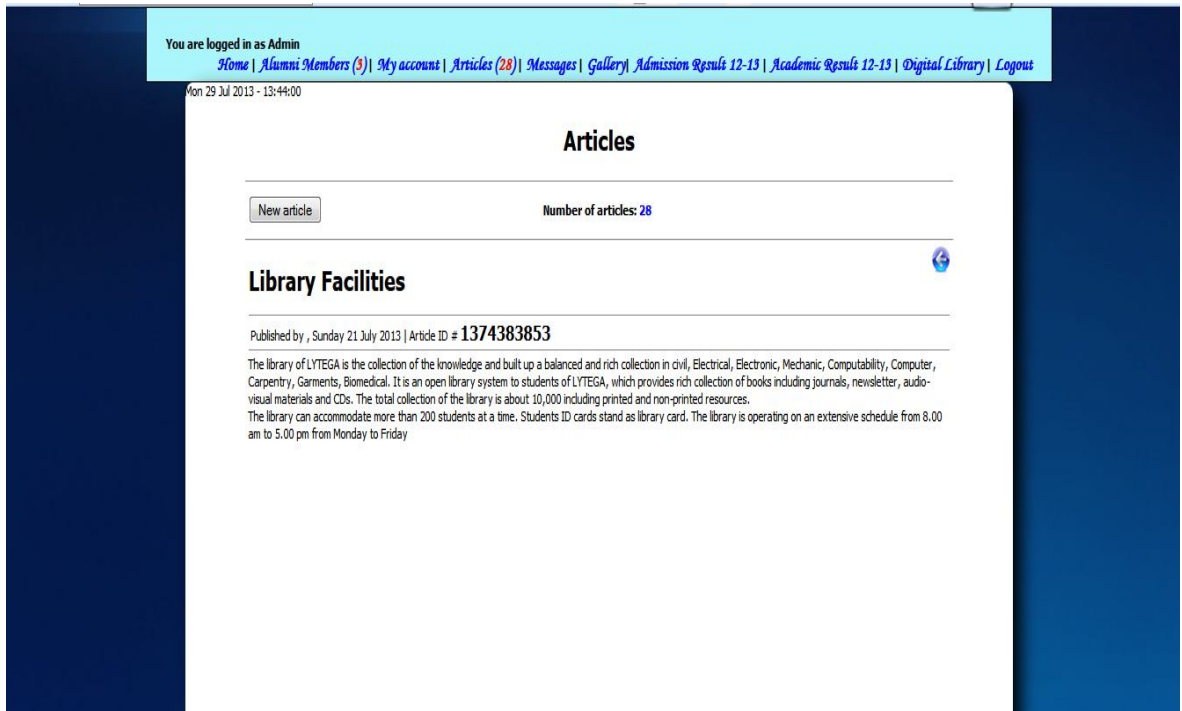 You are logged in as Admin
Home | Alumni Members (3)| My account | Articles (28)| Messages | Gallery| Admission Result 12-13 | Academic Result 12-13 | Digital Library | Logout
Mon 29 Jul 2013 - 13:44:00
Articles
New article
Number of articles: 28
Library Facilities
Published by , Sunday 21 July 2013 | Article ID # 1374383853
The library of LYTEGA is the collection of the knowledge and built up a balanced and rich collection in civil, Electrical, Electronic, Mechanic, Computability, Computer,
Carpentry, Garments, Biomedical. It is an open library system to students of LYTEGA, which provides rich collection of books including journals, newsletter, audio-
visual materials and CDs. The total collection of the library is about 10,000 including printed and non-printed resources.
The library can accommodate more than 200 students at a time. Students ID cards stand as library card. The library is operating on an extensive schedule from 8.00
am to 5.00 pm from Monday to Friday